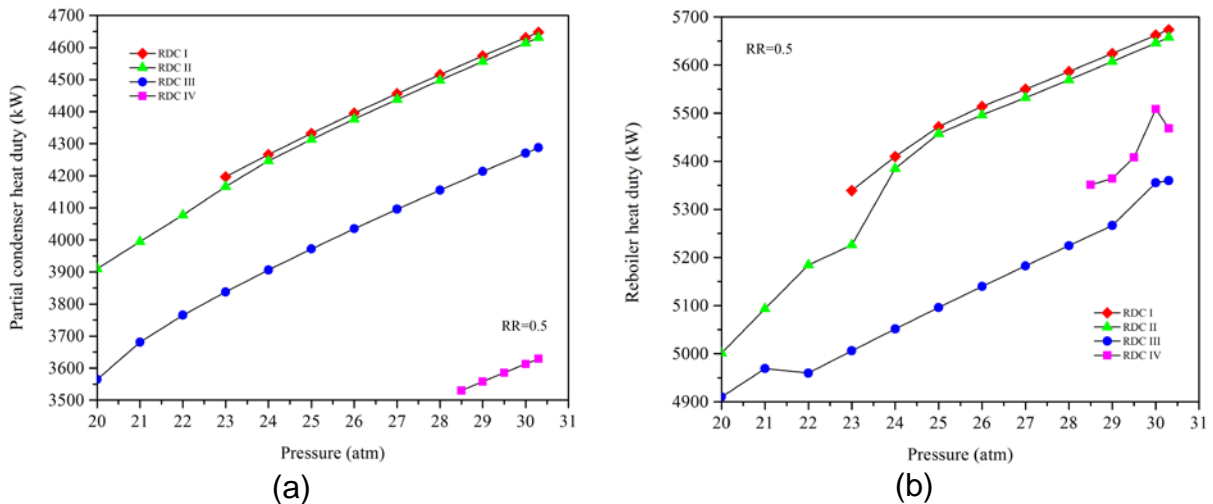 4700
4600
4500
4400
4300
4200
4100
4000
3900
3800
3700
3600
3500
Partial condenser heat duty (kW)
RDC I
RDC II
RDC III
RDC IV
RR=0.5
20 21 22 23 24 25 26 27 28 29 30 31
Pressure (atm)
(a)
5700
5600
5500
5400
5300
5200
5100
5000
4900
Reboiler heat duty (kW)
RR=0.5
RDC I
RDC II
RDC III
RDC IV
20 21 22 23 24 25 26 27 28 29 30 31
Pressure (atm)
(b)